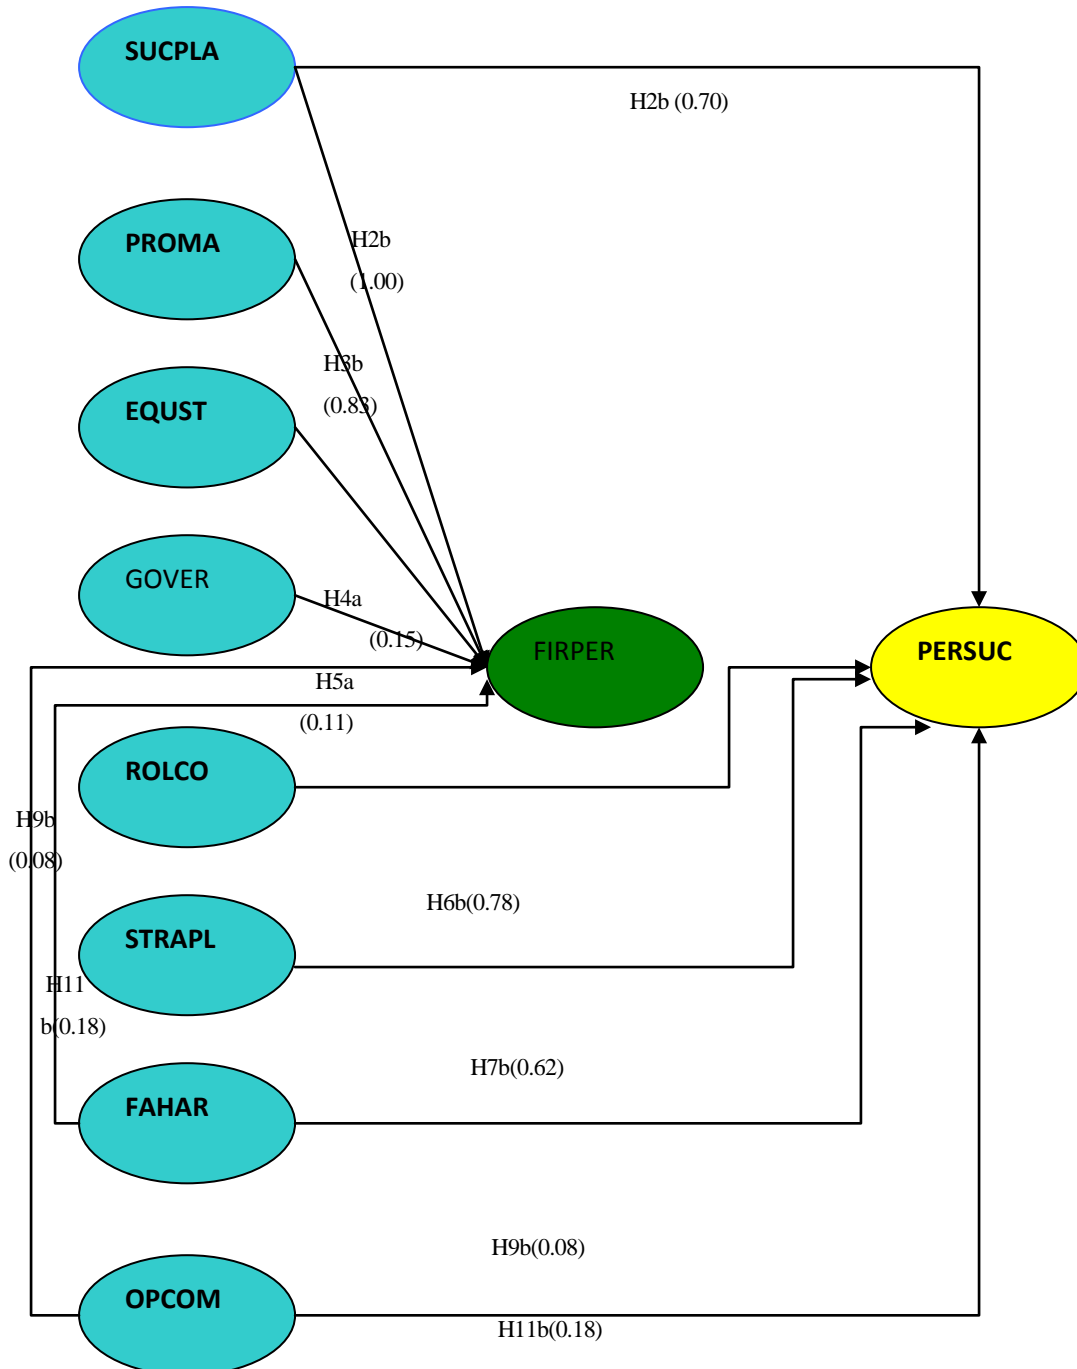 SUCPLA
H2b (0.70)
PROMA
H2b
(1.00)
H3b
(0.83)
EQUST
GOVER
H4a
(0.15)
FIRPER
PERSUC
H5a
(0.11)
ROLCO
H9b
(0.08)
H6b(0.78)
STRAPL
H11
b(0.18)
H7b(0.62)
FAHAR
H9b(0.08)
OPCOM
H11b(0.18)